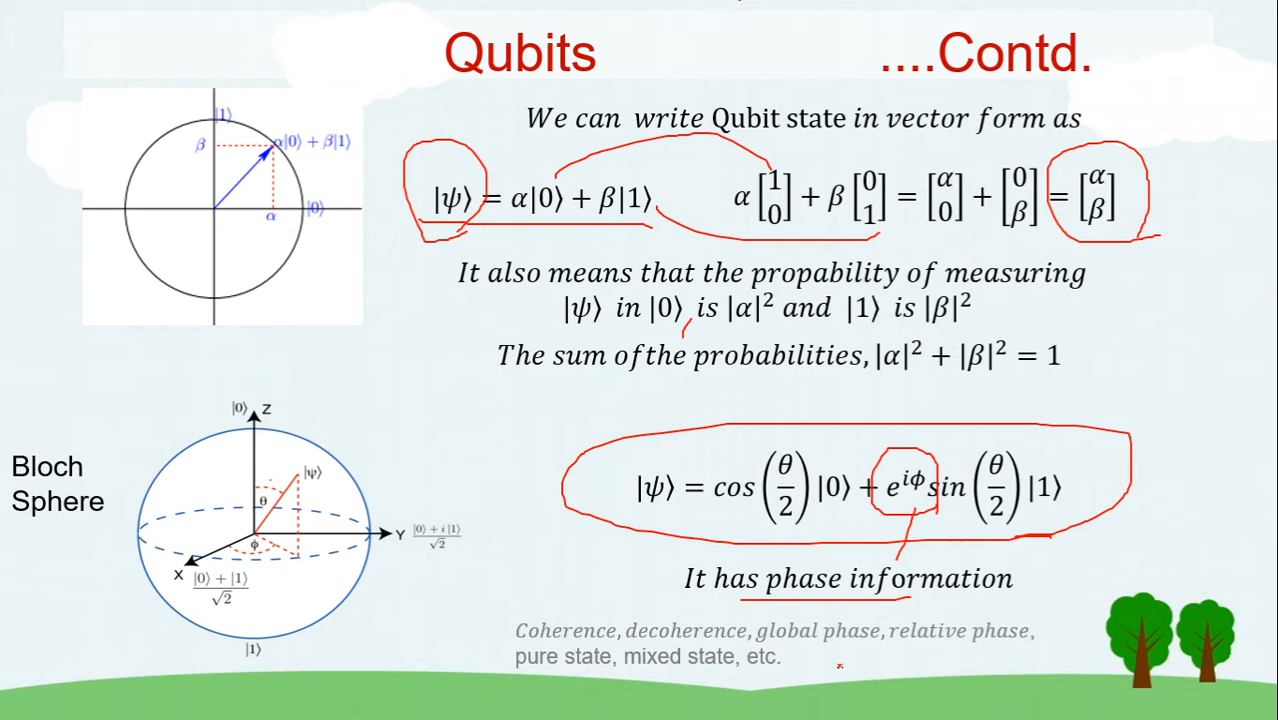 Qubits ....Contd.
|1⟩
β
α|0⟩ + β|1⟩
|0⟩
α
We can write Qubit state in vector form as
|ψ⟩ = α|0⟩ + β|1⟩ α [1 0] + β [0 1] = [α 0] + [0 β] = [α β]
It also means that the propability of measuring
|ψ⟩ in |0⟩ is |α|² and |1⟩ is |β|²
The sum of the probabilities, |α|² + |β|² = 1
Bloch
Sphere
|0⟩ Z
|ψ⟩
θ
ϕ
Y |0⟩ + i|1⟩ / √2
X
|0⟩ + |1⟩ / √2
|1⟩
|ψ⟩ = cos (θ/2) |0⟩ + e^{iϕ} sin (θ/2) |1⟩
It has phase information
Coherence, decoherence, global phase, relative phase,
pure state, mixed state, etc.